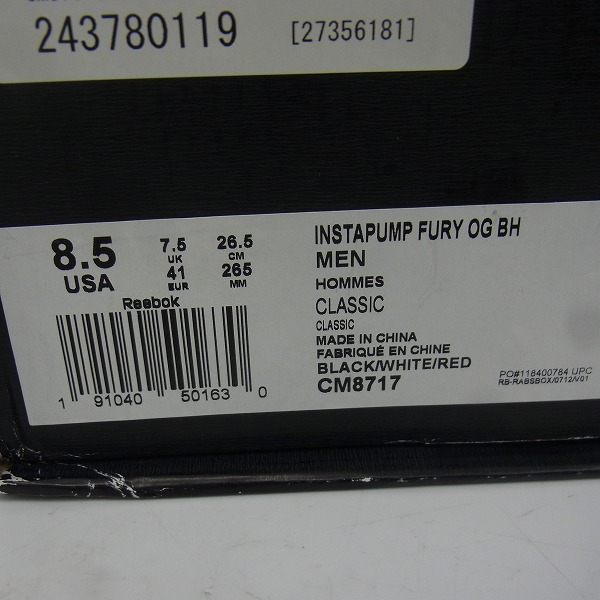 243780119 [27356181]
8.5 USA
7.5 UK
41 EUR
26.5 CM
265 MM
Reebok
1 91040 50163 0
INSTAPUMP FURY OG BH
MEN
HOMMES
CLASSIC
CLASSIC
MADE IN CHINA
FABRIQUÉ EN CHINE
BLACK/WHITE/RED
CM8717
PO#118400784 UPC
RB-RABSBOX/0712/V01